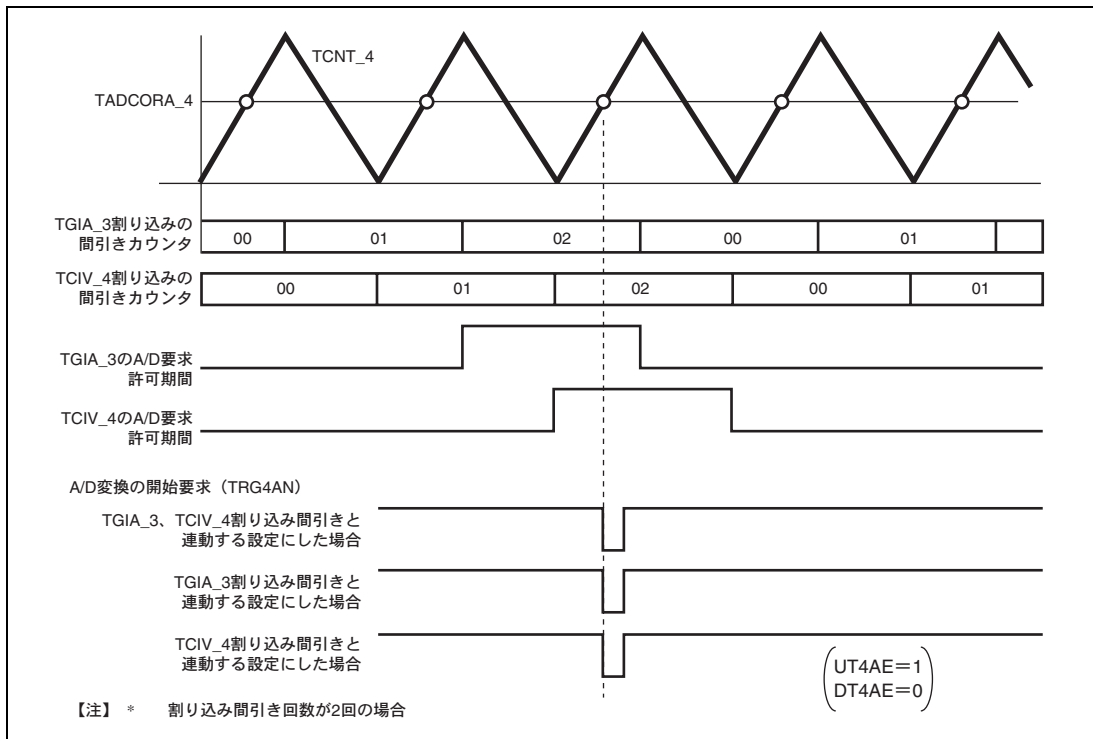 TCNT_4
TADCORA_4
TGIA_3割り込みの
間引きカウンタ
00
01
02
00
01
TCIV_4割り込みの
間引きカウンタ
00
01
02
00
01
TGIA_3のA/D要求
許可期間
TCIV_4のA/D要求
許可期間
A/D変換の開始要求（TRG4AN）
TGIA_3、TCIV_4割り込み間引きと
連動する設定にした場合
TGIA_3割り込み間引きと
連動する設定にした場合
TCIV_4割り込み間引きと
連動する設定にした場合
UT4AE＝1
DT4AE＝0
【注】 * 割り込み間引き回数が2回の場合